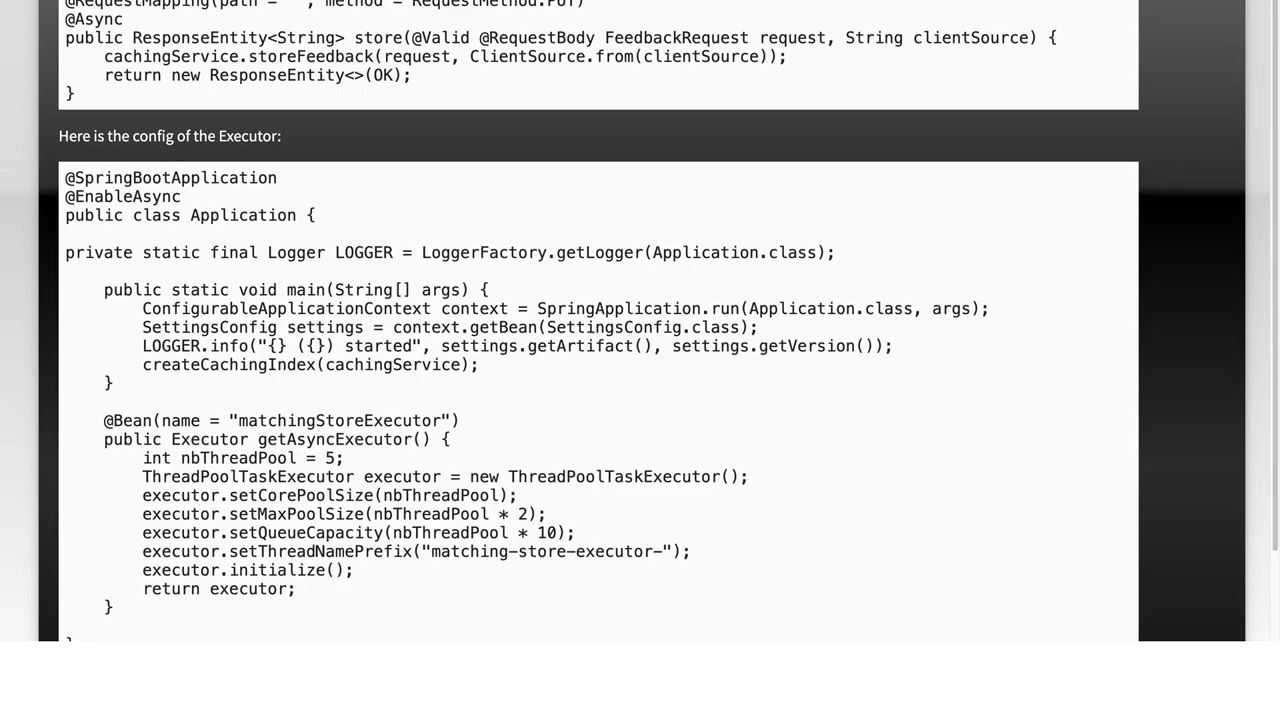 @RequestMapping(path = "", method = RequestMethod.PUT)
@Async
public ResponseEntity<String> store(@Valid @RequestBody FeedbackRequest request, String clientSource) {
    cachingService.storeFeedback(request, ClientSource.from(clientSource));
    return new ResponseEntity<>(OK);
}
Here is the config of the Executor:
@SpringBootApplication
@EnableAsync
public class Application {
private static final Logger LOGGER = LoggerFactory.getLogger(Application.class);
    public static void main(String[] args) {
        ConfigurableApplicationContext context = SpringApplication.run(Application.class, args);
        SettingsConfig settings = context.getBean(SettingsConfig.class);
        LOGGER.info("{} ({}) started", settings.getArtifact(), settings.getVersion());
        createCachingIndex(cachingService);
    }
    @Bean(name = "matchingStoreExecutor")
    public Executor getAsyncExecutor() {
        int nbThreadPool = 5;
        ThreadPoolTaskExecutor executor = new ThreadPoolTaskExecutor();
        executor.setCorePoolSize(nbThreadPool);
        executor.setMaxPoolSize(nbThreadPool * 2);
        executor.setQueueCapacity(nbThreadPool * 10);
        executor.setThreadNamePrefix("matching-store-executor-");
        executor.initialize();
        return executor;
    }
}